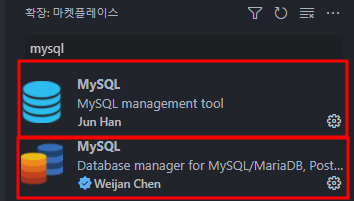 확장: 마켓플레이스
mysql
MySQL
MySQL management tool
Jun Han
MySQL
Database manager for MySQL/MariaDB, Post...
Weijan Chen